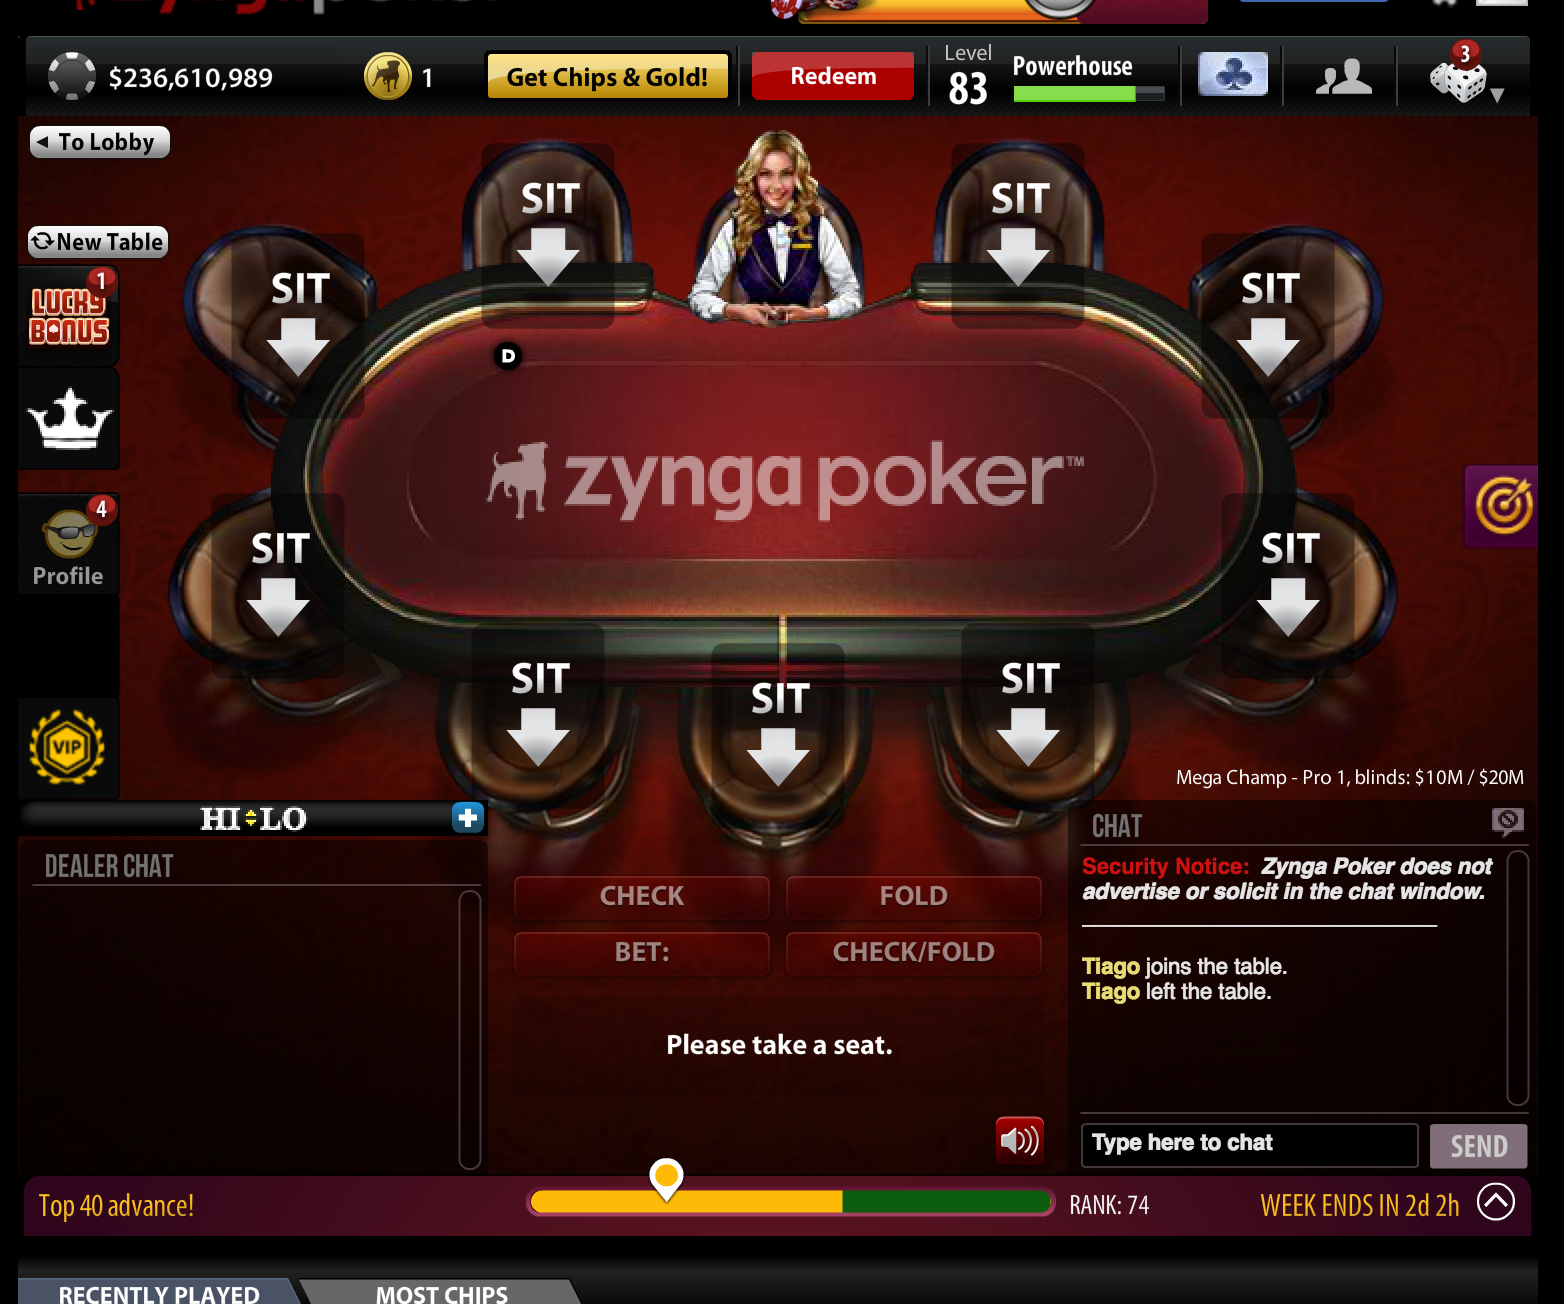 $236,610,989
1
Get Chips & Gold!
Redeem
Level
83
Powerhouse
3
To Lobby
New Table
SIT
SIT
SIT
SIT
1
LUCKY
BONUS
D
zynga poker™
4
Profile
SIT
SIT
SIT
SIT
SIT
VIP
Mega Champ - Pro 1, blinds: $10M / $20M
HI LO
DEALER CHAT
CHECK
FOLD
BET:
CHECK/FOLD
Please take a seat.
CHAT
Security Notice: Zynga Poker does not
advertise or solicit in the chat window.
Tiago joins the table.
Tiago left the table.
Type here to chat
SEND
Top 40 advance!
RANK: 74
WEEK ENDS IN 2d 2h
RECENTLY PLAYED
MOST CHIPS